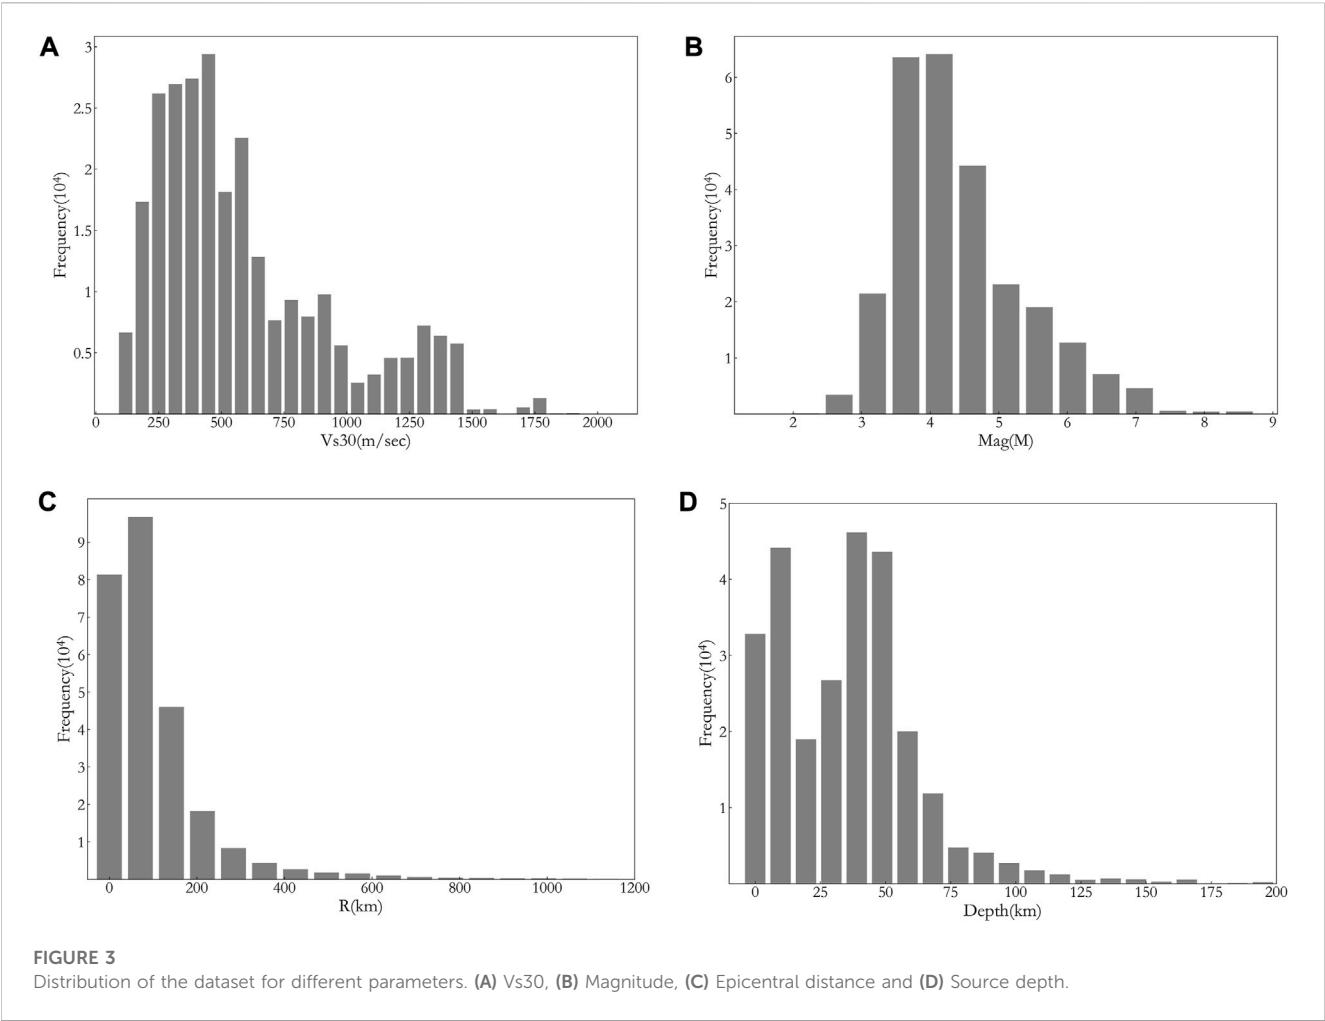 A
3
2.5
2
1.5
1
0.5
Frequency(10⁴)
0 250 500 750 1000 1250 1500 1750 2000
Vs30(m/sec)
B
6
5
4
3
2
1
Frequency(10⁴)
2 3 4 5 6 7 8 9
Mag(M)
C
9
8
7
6
5
4
3
2
1
Frequency(10⁴)
0 200 400 600 800 1000 1200
R(km)
D
5
4
3
2
1
Frequency(10⁴)
0 25 50 75 100 125 150 175 200
Depth(km)
FIGURE 3
Distribution of the dataset for different parameters. (A) Vs30, (B) Magnitude, (C) Epicentral distance and (D) Source depth.